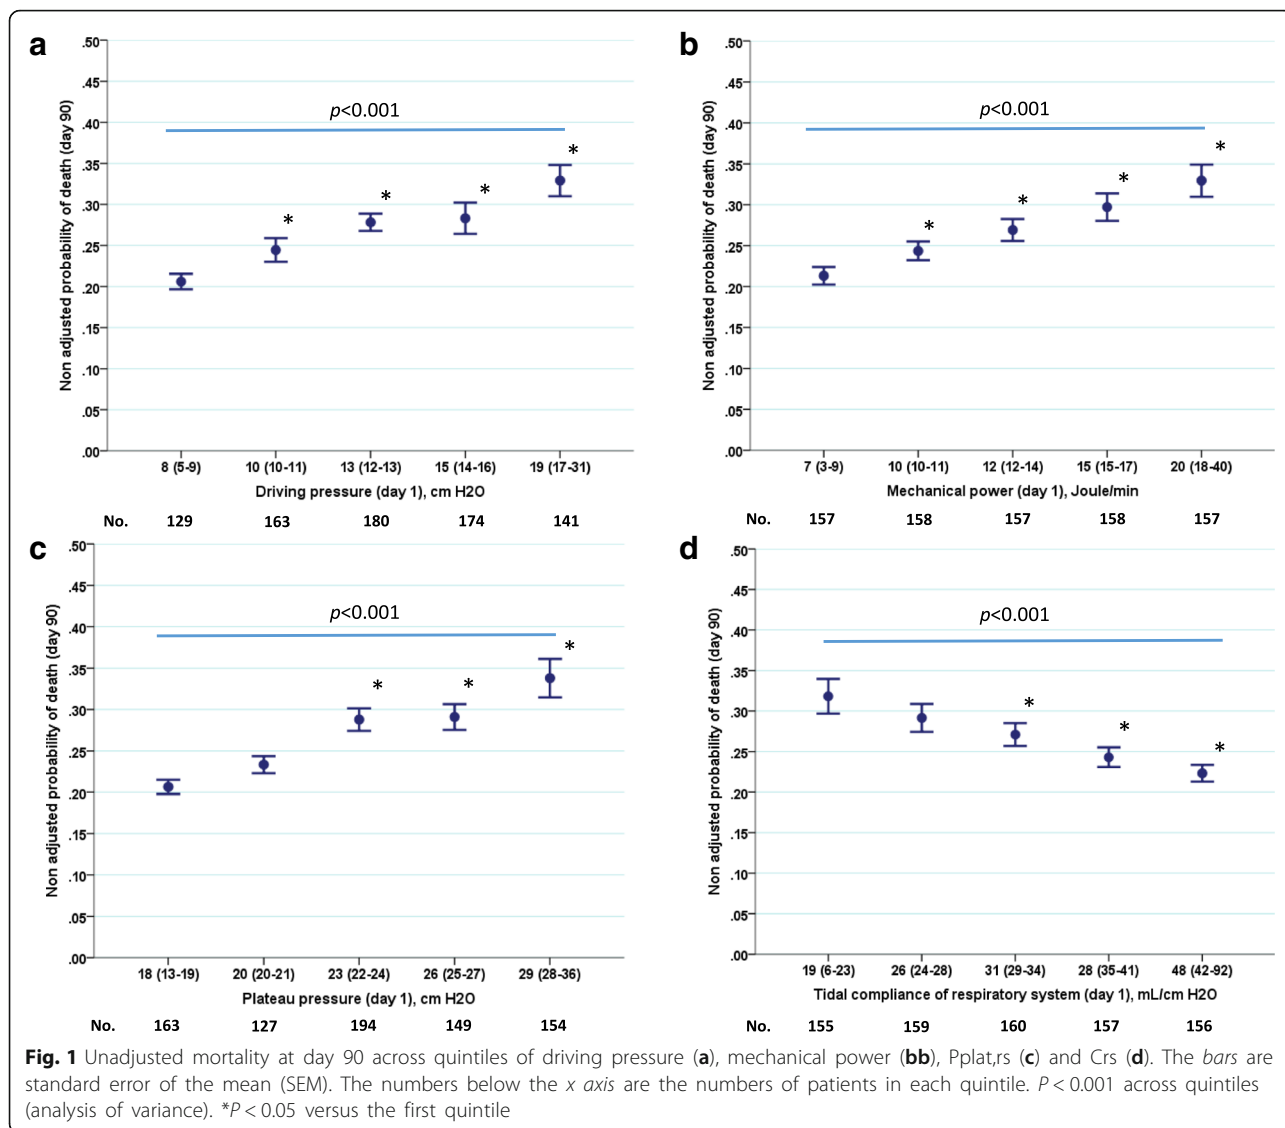 a
.50
.45
.40
.35
.30
.25
.20
.15
.10
.05
.00
Non adjusted probability of death (day 90)
p<0.001
*
*
*
*
8 (5-9) 10 (10-11) 13 (12-13) 15 (14-16) 19 (17-31)
Driving pressure (day 1), cm H2O
No. 129 163 180 174 141
b
.50
.45
.40
.35
.30
.25
.20
.15
.10
.05
.00
Non adjusted probability of death (day 90)
p<0.001
*
*
*
*
7 (3-9) 10 (10-11) 12 (12-14) 15 (15-17) 20 (18-40)
Mechanical power (day 1), Joule/min
No. 157 158 157 158 157
c
.50
.45
.40
.35
.30
.25
.20
.15
.10
.05
.00
Non adjusted probability of death (day 90)
p<0.001
*
*
*
18 (13-19) 20 (20-21) 23 (22-24) 26 (25-27) 29 (28-36)
Plateau pressure (day 1), cm H2O
No. 163 127 194 149 154
d
.50
.45
.40
.35
.30
.25
.20
.15
.10
.05
.00
Non adjusted probability of death (day 90)
p<0.001
*
*
*
19 (6-23) 26 (24-28) 31 (29-34) 28 (35-41) 48 (42-92)
Tidal compliance of respiratory system (day 1), mL/cm H2O
No. 155 159 160 157 156
Fig. 1 Unadjusted mortality at day 90 across quintiles of driving pressure (a), mechanical power (bb), Pplat,rs (c) and Crs (d). The bars are
standard error of the mean (SEM). The numbers below the x axis are the numbers of patients in each quintile. P < 0.001 across quintiles
(analysis of variance). *P < 0.05 versus the first quintile